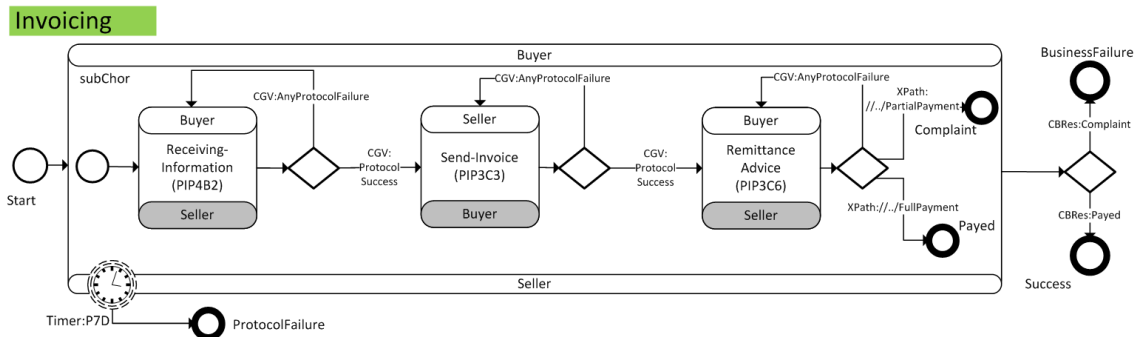 Invoicing
Buyer
BusinessFailure
subChor
CGV:AnyProtocolFailure
CGV:AnyProtocolFailure
CGV:AnyProtocolFailure
XPath:
//../PartialPayment
Complaint
CBRes:Complaint
Buyer
Receiving-
Information
(PIP4B2)
Seller
CGV:
Protocol
Success
Seller
Send-Invoice
(PIP3C3)
Buyer
CGV:
Protocol
Success
Buyer
Remittance
Advice
(PIP3C6)
Seller
XPath://../FullPayment
Payed
CBRes:Payed
Start
Seller
Success
Timer:P7D
ProtocolFailure